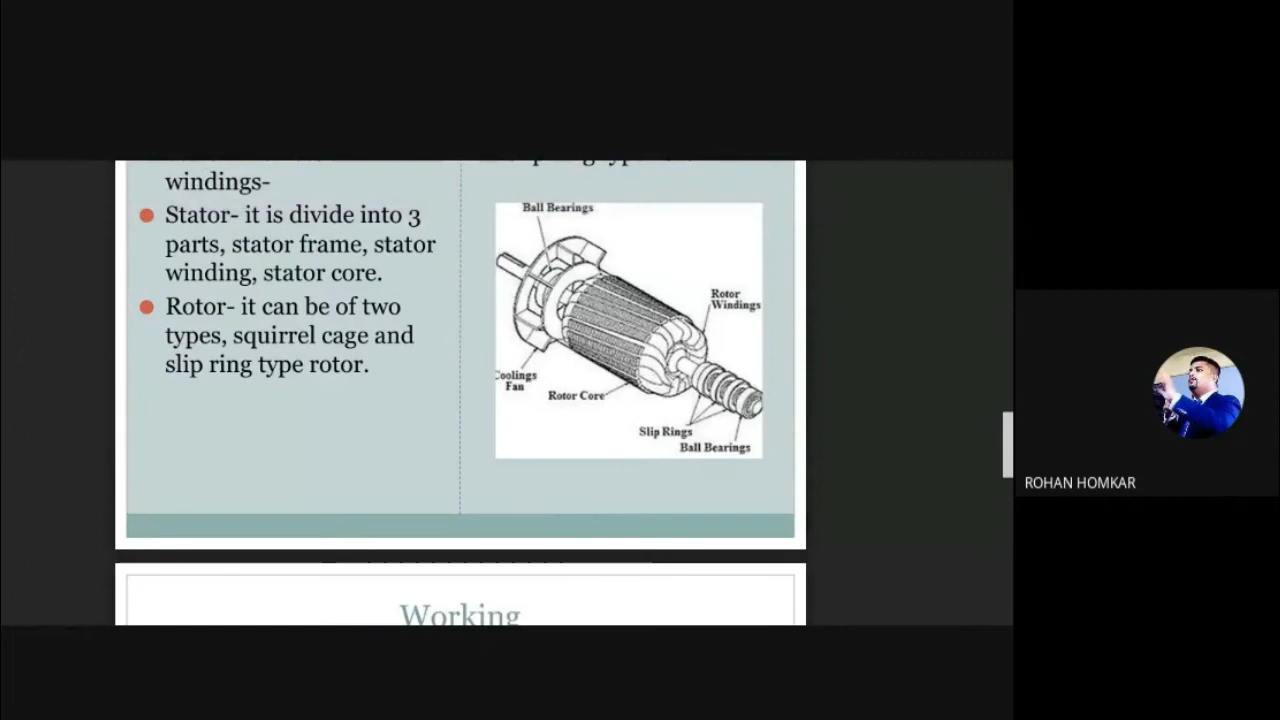 windings-
Stator- it is divide into 3
parts, stator frame, stator
winding, stator core.
Rotor- it can be of two
types, squirrel cage and
slip ring type rotor.
Ball Bearings
Rotor
Windings
Coolings
Fan
Rotor Core
Slip Rings
Ball Bearings
Working
ROHAN HOMKAR